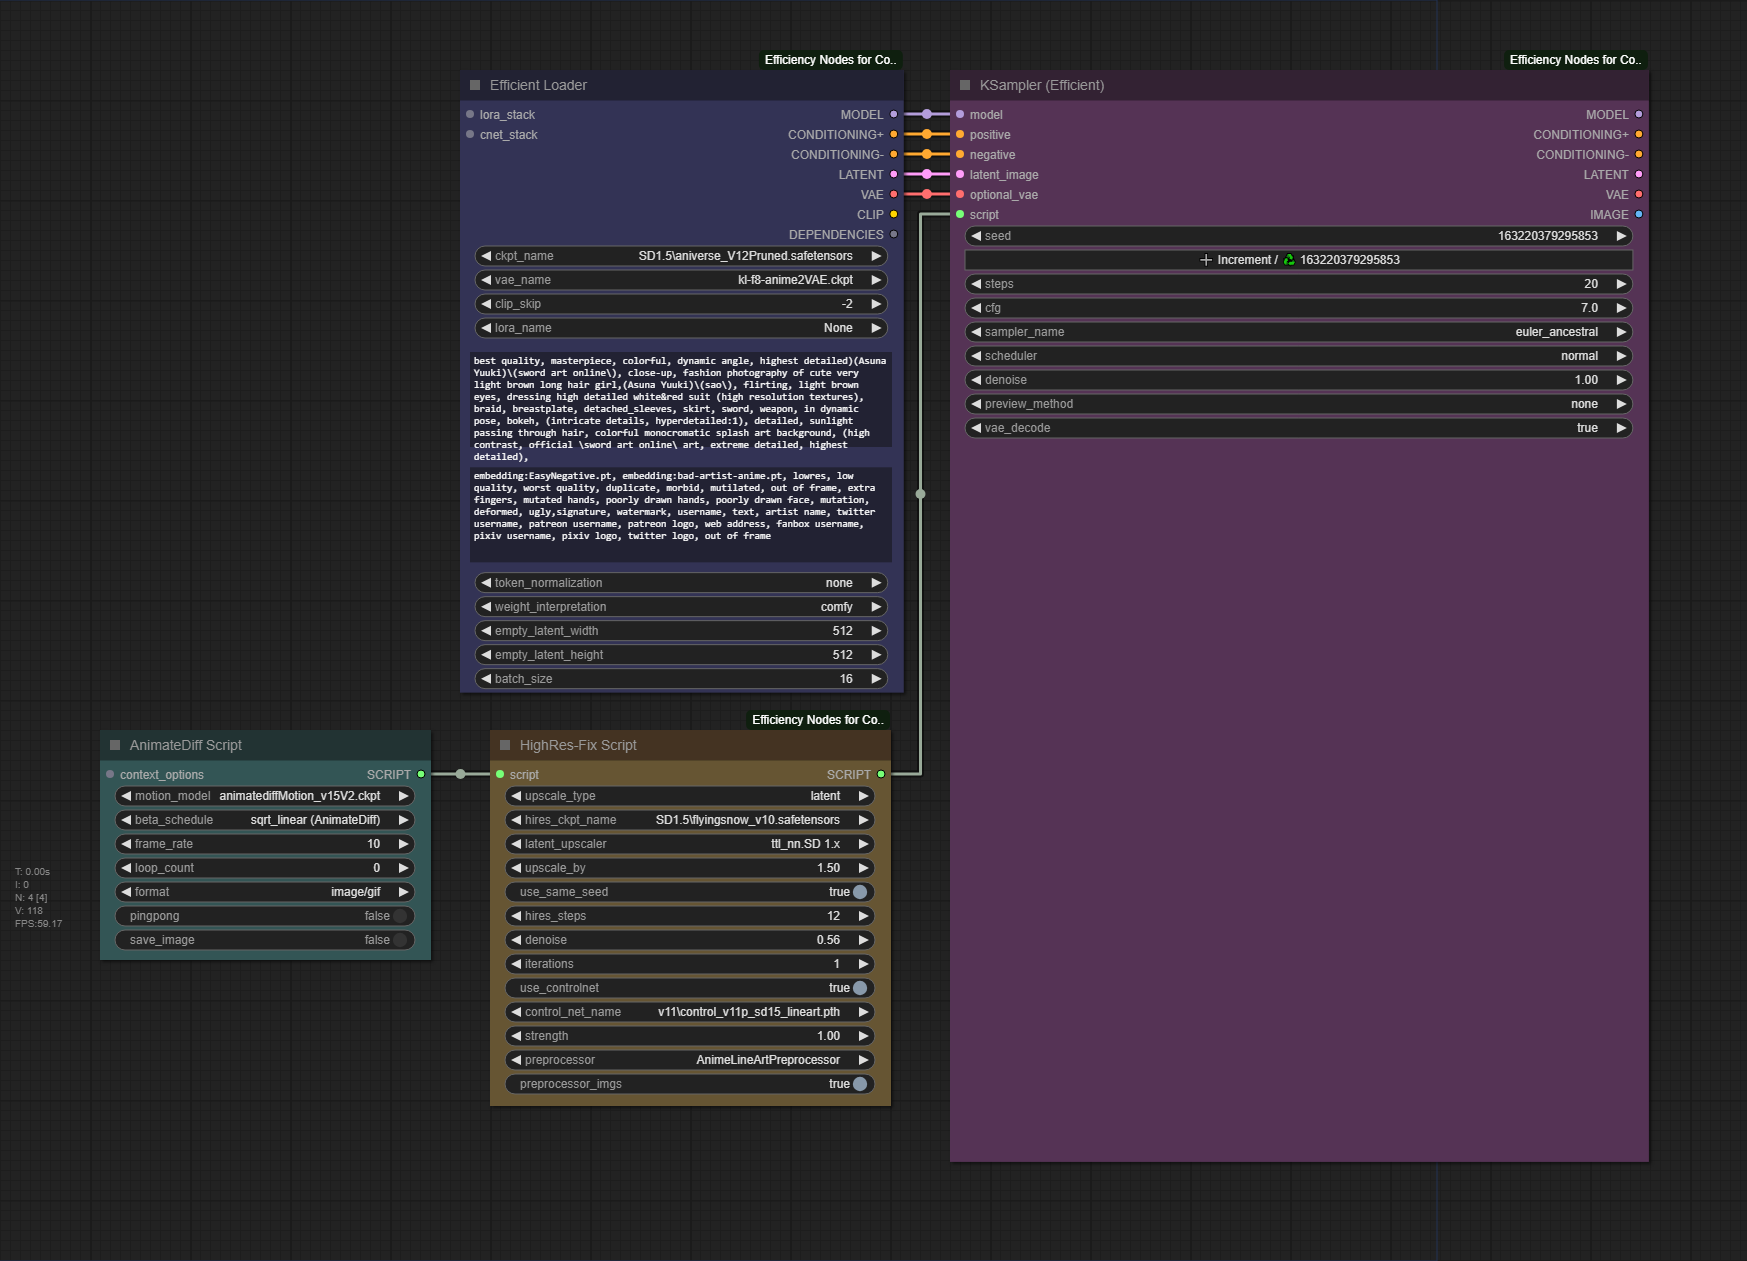 Efficiency Nodes for Co..
Efficient Loader
lora_stack
MODEL
cnet_stack
CONDITIONING+
CONDITIONING-
LATENT
VAE
CLIP
DEPENDENCIES
ckpt_name SD1.5\aniverse_V12Pruned.safetensors
vae_name kl-f8-anime2VAE.ckpt
clip_skip -2
lora_name None
best quality, masterpiece, colorful, dynamic angle, highest detailed)(Asuna
Yuuki)\(sword art online\), close-up, fashion photography of cute very
light brown long hair girl,(Asuna Yuuki)\(sao\), flirting, light brown
eyes, dressing high detailed white&red suit (high resolution textures),
braid, breastplate, detached_sleeves, skirt, sword, weapon, in dynamic
pose, bokeh, (intricate details, hyperdetailed:1), detailed, sunlight
passing through hair, colorful monocromatic splash art background, (high
contrast, official \sword art online\ art, extreme detailed, highest
detailed),
embedding:EasyNegative.pt, embedding:bad-artist-anime.pt, lowres, low
quality, worst quality, duplicate, morbid, mutilated, out of frame, extra
fingers, mutated hands, poorly drawn hands, poorly drawn face, mutation,
deformed, ugly,signature, watermark, username, text, artist name, twitter
username, patreon username, patreon logo, web address, fanbox username,
pixiv username, pixiv logo, twitter logo, out of frame
token_normalization none
weight_interpretation comfy
empty_latent_width 512
empty_latent_height 512
batch_size 16
Efficiency Nodes for Co..
KSampler (Efficient)
model MODEL
positive CONDITIONING+
negative CONDITIONING-
latent_image LATENT
optional_vae VAE
script IMAGE
seed 163220379295853
Increment / 163220379295853
steps 20
cfg 7.0
sampler_name euler_ancestral
scheduler normal
denoise 1.00
preview_method none
vae_decode true
AnimateDiff Script
context_options SCRIPT
motion_model animatediffMotion_v15V2.ckpt
beta_schedule sqrt_linear (AnimateDiff)
frame_rate 10
loop_count 0
format image/gif
pingpong false
save_image false
Efficiency Nodes for Co..
HighRes-Fix Script
script SCRIPT
upscale_type latent
hires_ckpt_name SD1.5\flyingsnow_v10.safetensors
latent_upscaler ttl_nn.SD 1.x
upscale_by 1.50
use_same_seed true
hires_steps 12
denoise 0.56
iterations 1
use_controlnet true
control_net_name v11\control_v11p_sd15_lineart.pth
strength 1.00
preprocessor AnimeLineArtPreprocessor
preprocessor_imgs true
T: 0.00s
I: 0
N: 4 [4]
V: 118
FPS:59.17